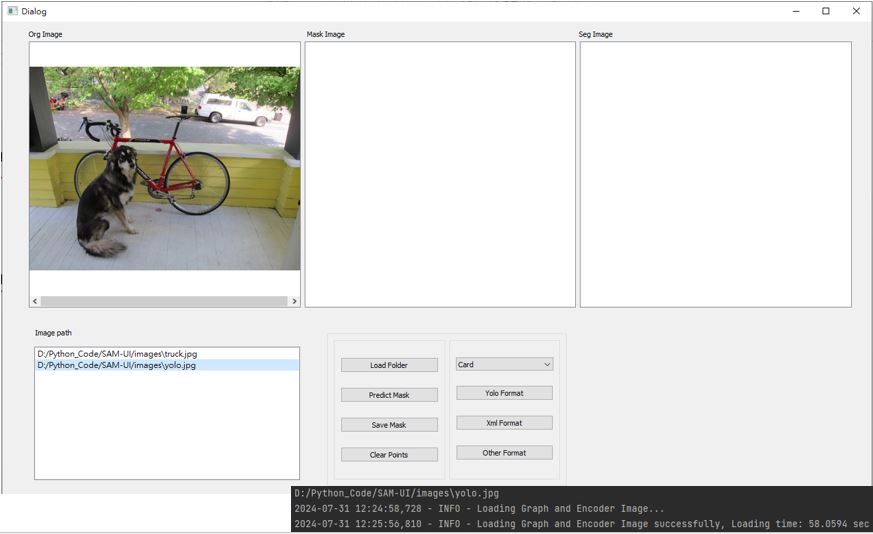 Dialog
Org Image
Mask Image
Seg Image
Image path
D:/Python_Code/SAM-UI/images\truck.jpg
D:/Python_Code/SAM-UI/images\yolo.jpg
Load Folder
Predict Mask
Save Mask
Clear Points
Card
Yolo Format
Xml Format
Other Format
D:/Python_Code/SAM-UI/images\yolo.jpg
2024-07-31 12:24:58,728 - INFO - Loading Graph and Encoder Image...
2024-07-31 12:25:56,810 - INFO - Loading Graph and Encoder Image successfully, Loading time: 58.0594 sec